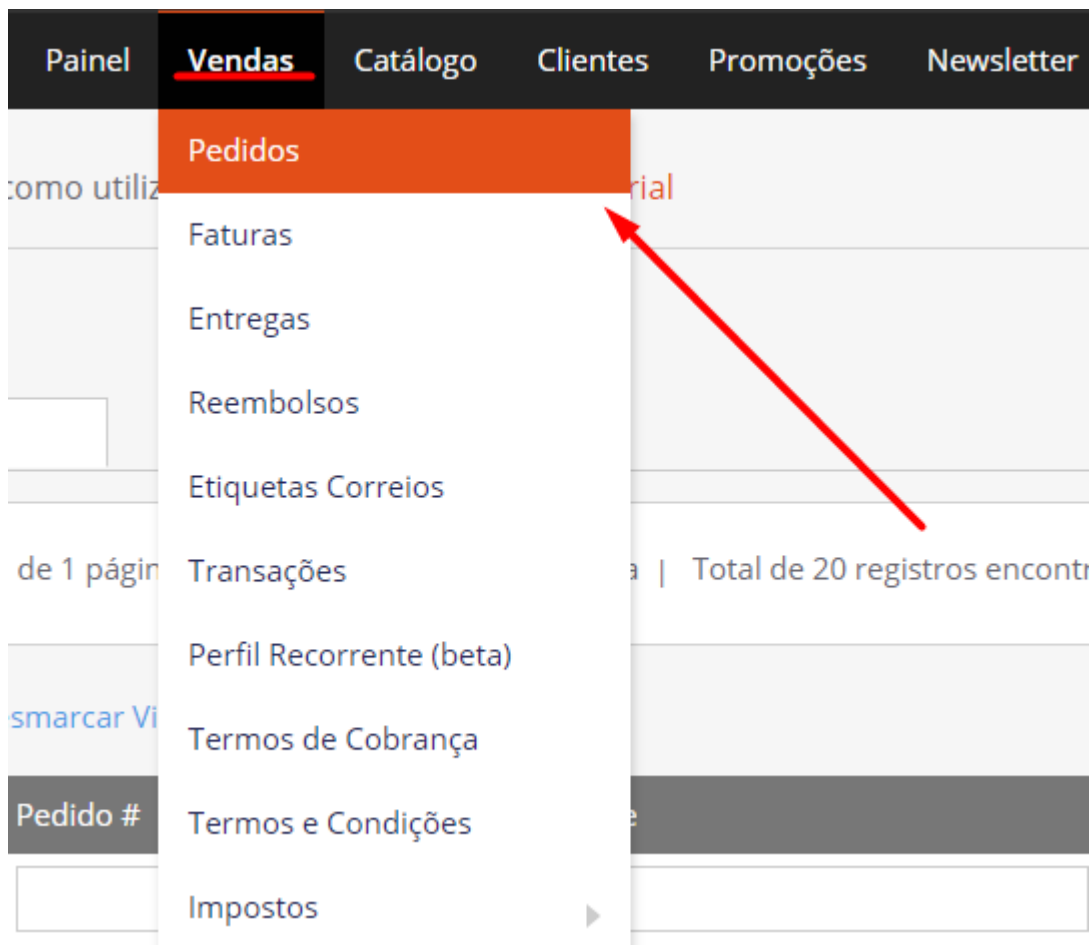 Painel Vendas Catálogo Clientes Promoções Newsletter
Pedidos
como utiliz rial
Faturas
Entregas
Reembolsos
Etiquetas Correios
de 1 págin Transações a | Total de 20 registros encontr
Perfil Recorrente (beta)
esmarcar Vi
Termos de Cobrança
Pedido # Termos e Condições e
Impostos